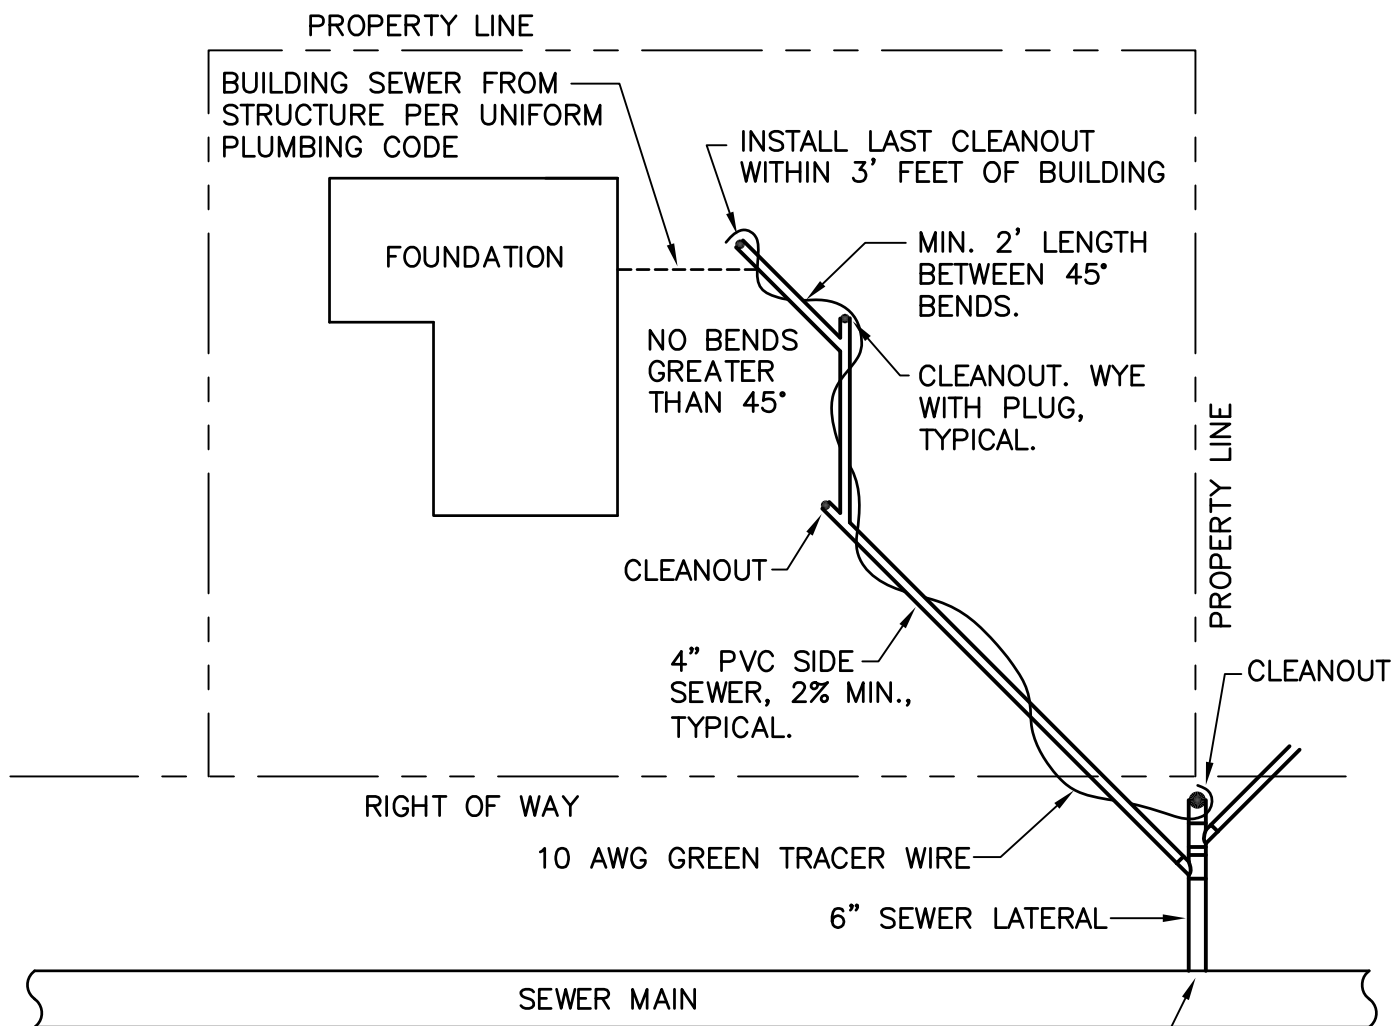 PROPERTY LINE
BUILDING SEWER FROM
STRUCTURE PER UNIFORM
PLUMBING CODE
INSTALL LAST CLEANOUT
WITHIN 3' FEET OF BUILDING
FOUNDATION
MIN. 2' LENGTH
BETWEEN 45°
BENDS.
NO BENDS
GREATER
THAN 45°
CLEANOUT. WYE
WITH PLUG,
TYPICAL.
PROPERTY LINE
CLEANOUT
4" PVC SIDE
SEWER, 2% MIN.,
TYPICAL.
CLEANOUT
RIGHT OF WAY
10 AWG GREEN TRACER WIRE
6" SEWER LATERAL
SEWER MAIN